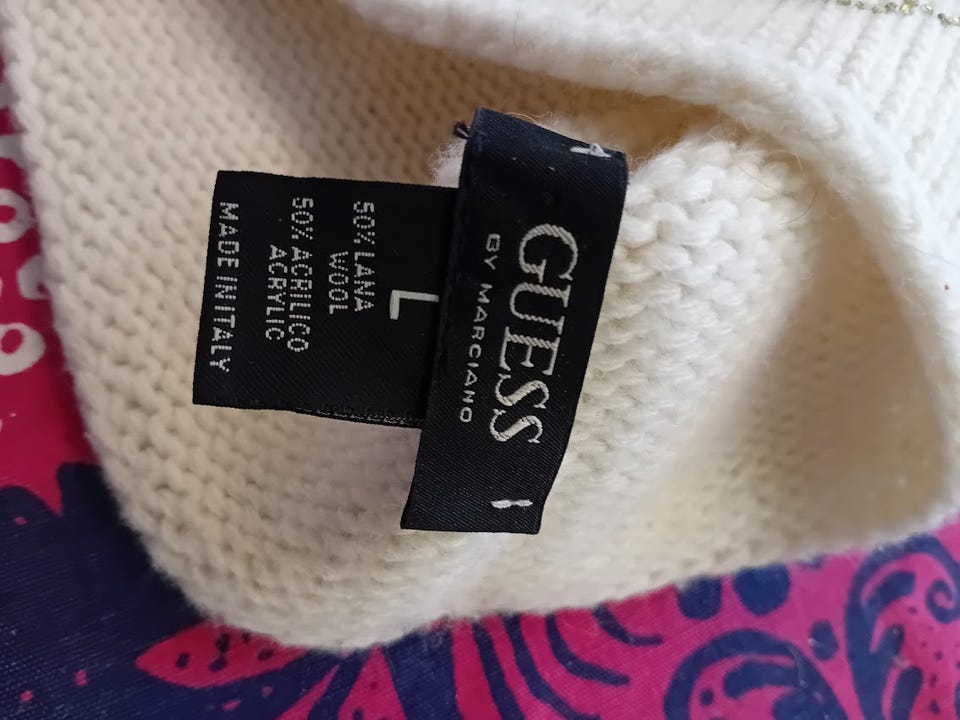 GUESS
BY MARCIANO
L
50% LANA
WOOL
50% ACRILICO
ACRYLIC
MADE IN ITALY